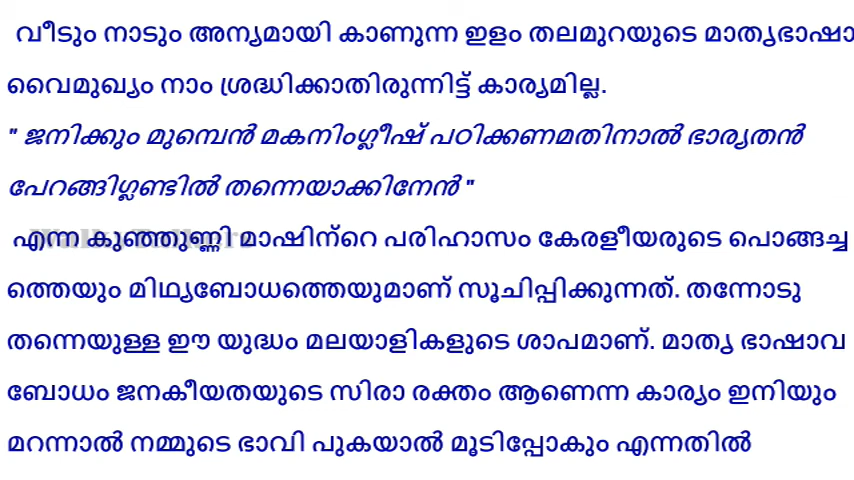 വീടും നാടും അന്യമായി കാണുന്ന ഇളം തലമുറയുടെ മാതൃഭാഷാ
വൈമുഖ്യം നാം ശ്രദ്ധിക്കാതിരുന്നിട്ട് കാര്യമില്ല.
" ജനിക്കും മുമ്പെൻ മകനിംഗ്ലീഷ് പഠിക്കണമതിനാൽ ഭാര്യതൻ
പേറങ്ങിഗ്ലണ്ടിൽ തന്നെയാക്കിനേൻ "
എന്ന കുഞ്ഞുണ്ണി മാഷിന്റെ പരിഹാസം കേരളീയരുടെ പൊങ്ങച്ച
ത്തെയും മിഥ്യബോധത്തെയുമാണ് സൂചിപ്പിക്കുന്നത്. തന്നോടു
തന്നെയുള്ള ഈ യുദ്ധം മലയാളികളുടെ ശാപമാണ്. മാതൃ ഭാഷാവ
ബോധം ജനകീയതയുടെ സിരാ രക്തം ആണെന്ന കാര്യം ഇനിയും
മറന്നാൽ നമ്മുടെ ഭാവി പുകയാൽ മൂടിപ്പോകും എന്നതിൽ